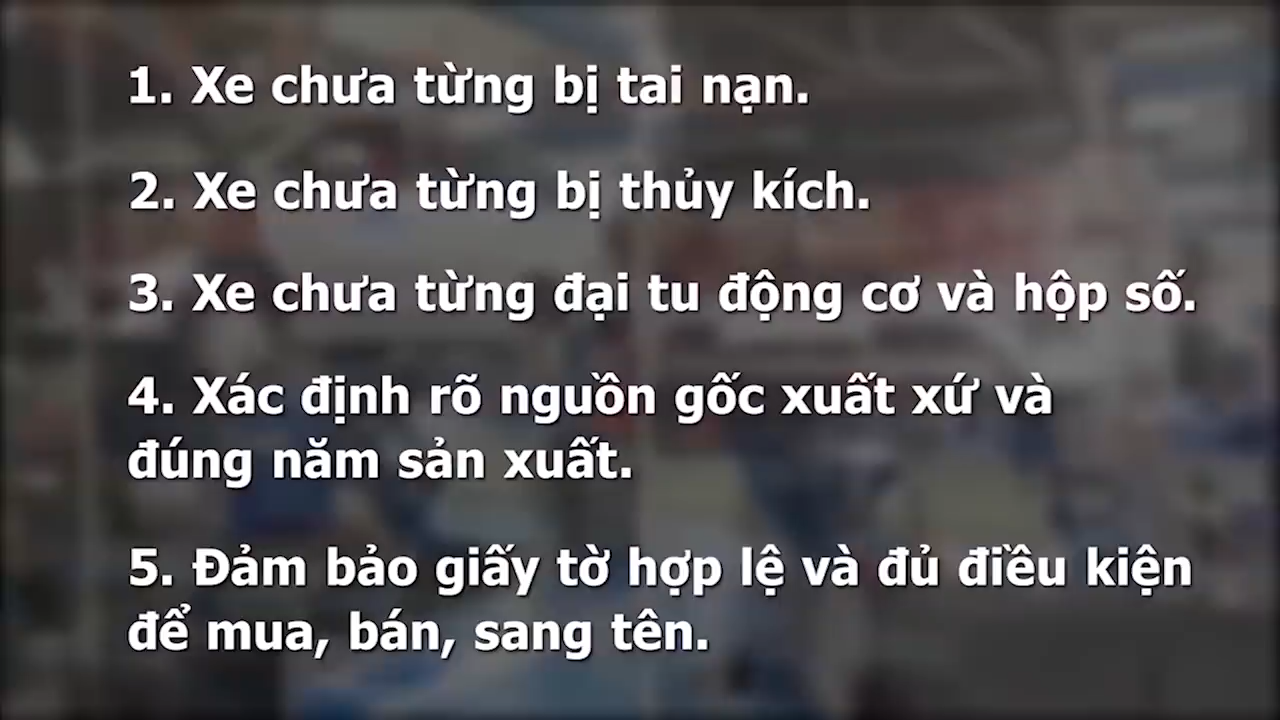 1. Xe chưa từng bị tai nạn.
2. Xe chưa từng bị thủy kích.
3. Xe chưa từng đại tu động cơ và hộp số.
4. Xác định rõ nguồn gốc xuất xứ và
đúng năm sản xuất.
5. Đảm bảo giấy tờ hợp lệ và đủ điều kiện
để mua, bán, sang tên.